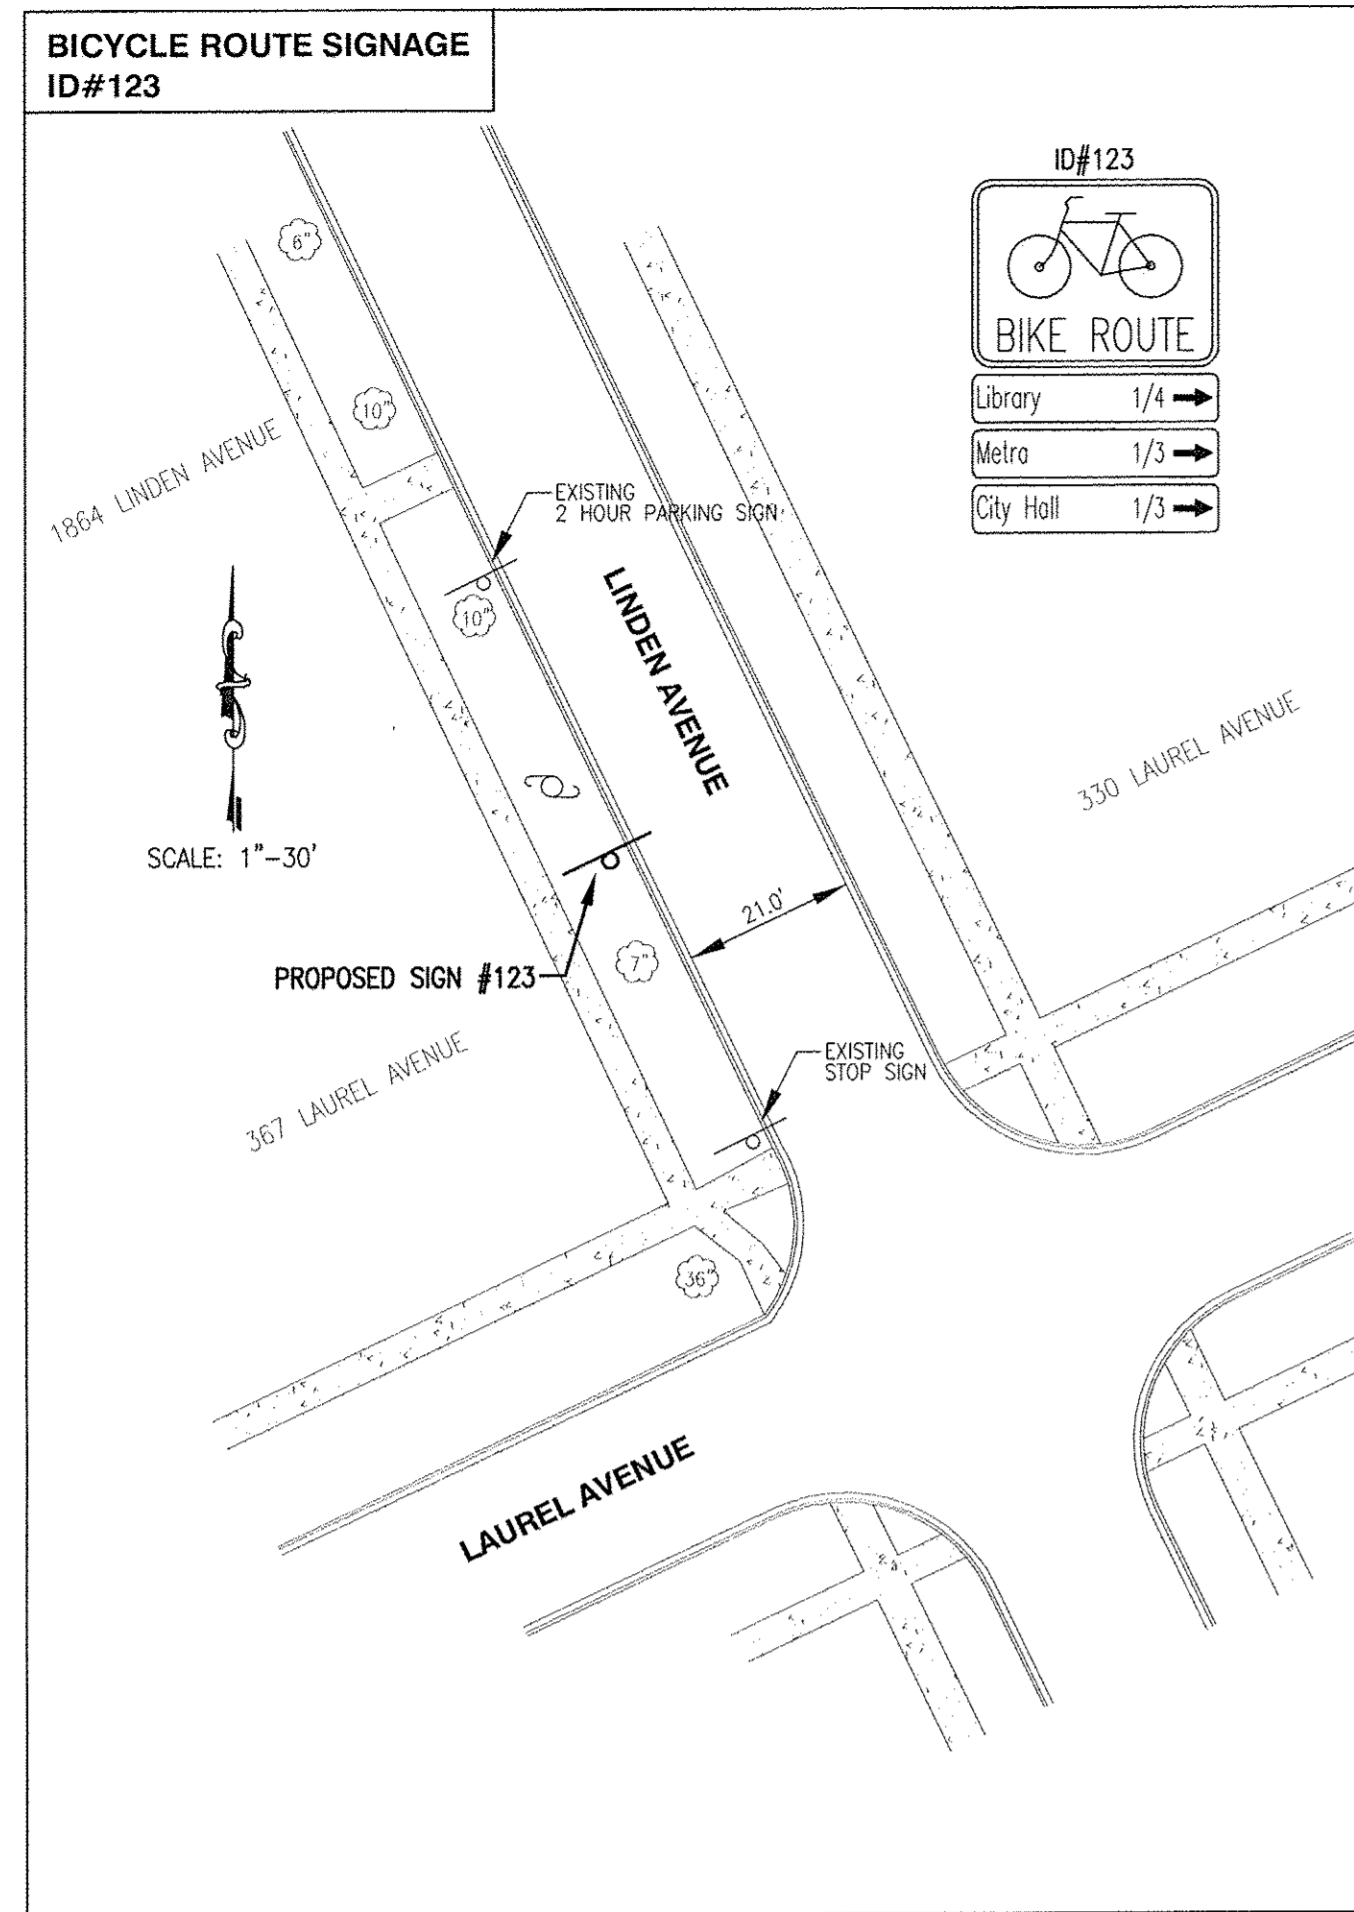 BICYCLE ROUTE SIGNAGE
ID#123
ID#123
BIKE ROUTE
Library 1/4
Metra 1/3
City Hall 1/3
6"
10"
1864 LINDEN AVENUE
EXISTING
2 HOUR PARKING SIGN
10"
LINDEN AVENUE
330 LAUREL AVENUE
SCALE: 1"-30'
21.0'
7"
PROPOSED SIGN #123
367 LAUREL AVENUE
EXISTING
STOP SIGN
36"
LAUREL AVENUE